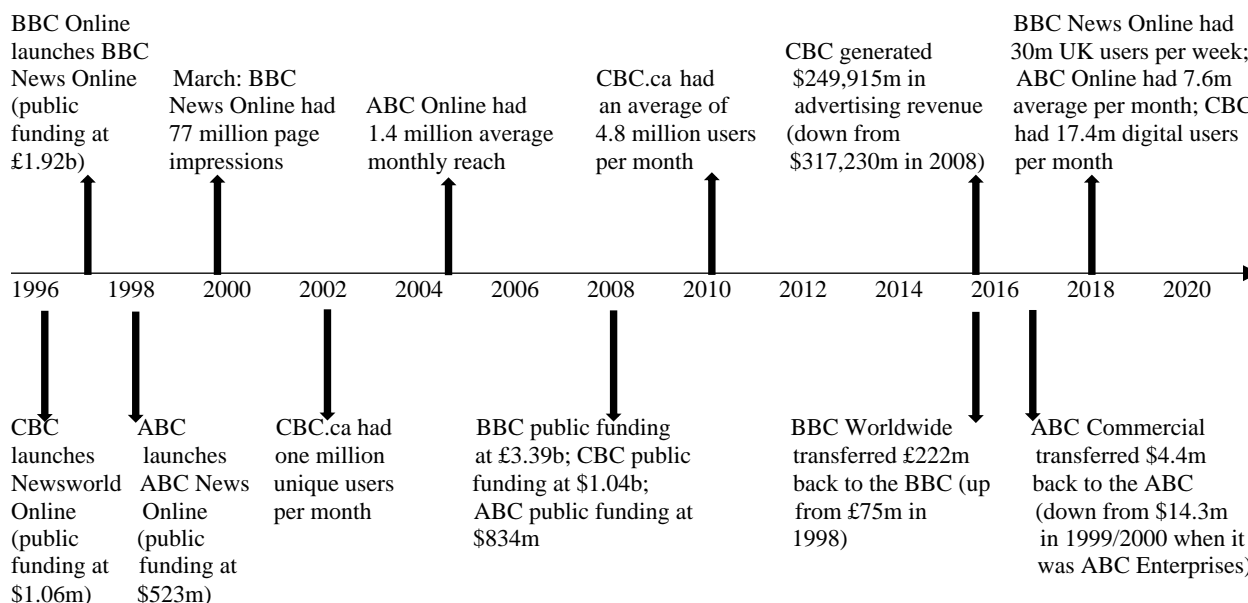 BBC Online
launches BBC
News Online
(public
funding at
£1.92b)
March: BBC
News Online had
77 million page
impressions
ABC Online had
1.4 million average
monthly reach
CBC.ca had
an average of
4.8 million users
per month
CBC generated
$249,915m in
advertising revenue
(down from
$317,230m in 2008)
BBC News Online had
30m UK users per week;
ABC Online had 7.6m
average per month; CBC
had 17.4m digital users
per month
1996 1998 2000 2002 2004 2006 2008 2010 2012 2014 2016 2018 2020
CBC
launches
Newsworld
Online
(public
funding at
$1.06m)
ABC
launches
ABC News
Online
(public
funding at
$523m)
CBC.ca had
one million
unique users
per month
BBC public funding
at £3.39b; CBC public
funding at $1.04b;
ABC public funding at
$834m
BBC Worldwide
transferred £222m
back to the BBC (up
from £75m in
1998)
ABC Commercial
transferred $4.4m
back to the ABC
(down from $14.3m
in 1999/2000 when it
was ABC Enterprises)